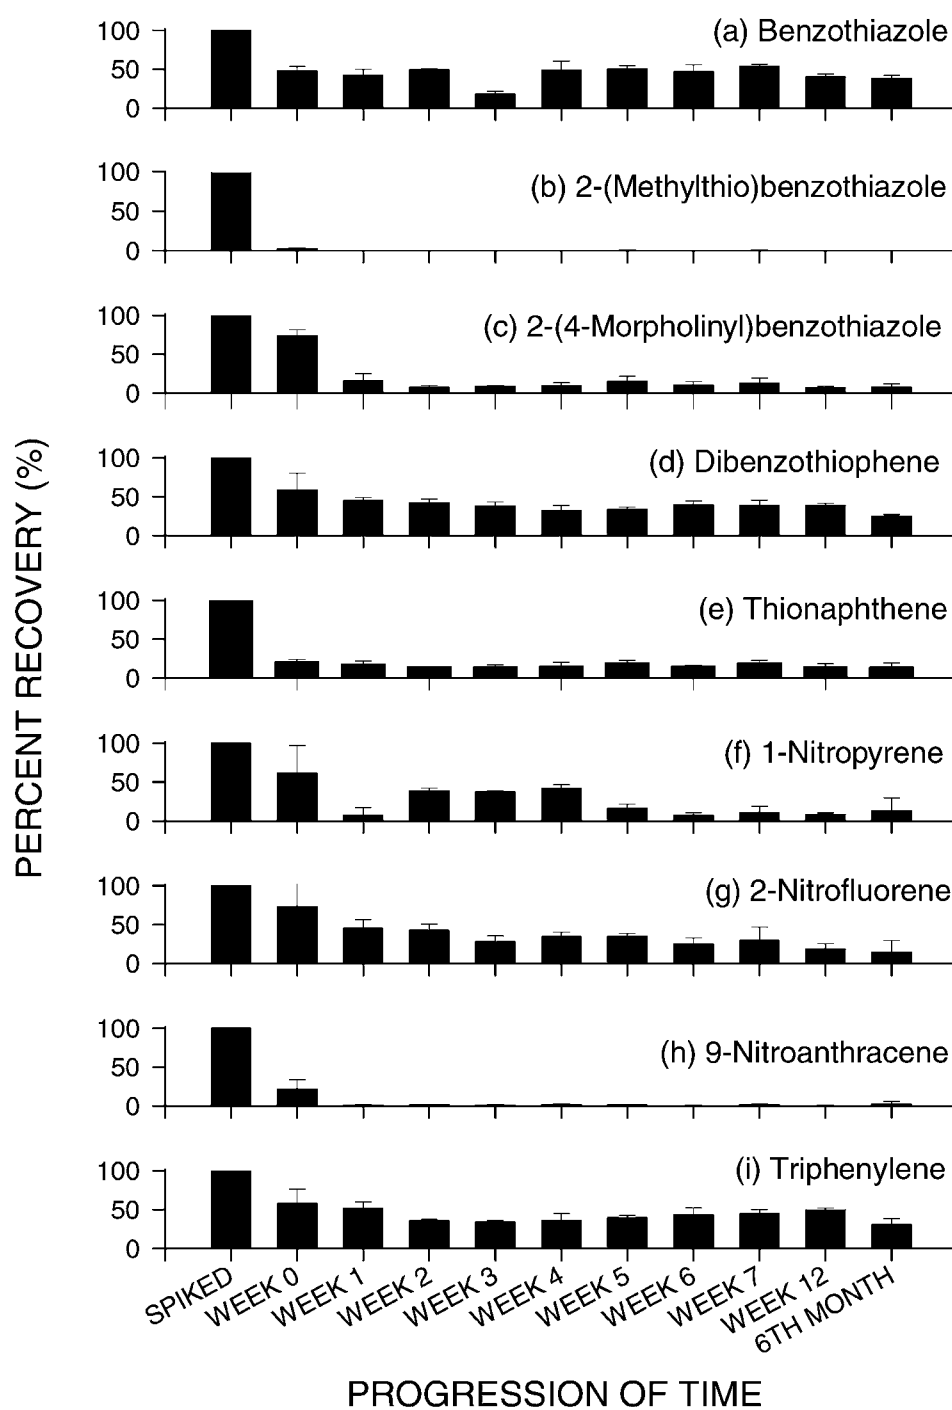 PERCENT RECOVERY (%)
(a) Benzothiazole
100
50
0
(b) 2-(Methylthio)benzothiazole
100
50
0
(c) 2-(4-Morpholinyl)benzothiazole
100
50
0
(d) Dibenzothiophene
100
50
0
(e) Thionaphthene
100
50
0
(f) 1-Nitropyrene
100
50
0
(g) 2-Nitrofluorene
100
50
0
(h) 9-Nitroanthracene
100
50
0
(i) Triphenylene
100
50
0
SPIKED
WEEK 0
WEEK 1
WEEK 2
WEEK 3
WEEK 4
WEEK 5
WEEK 6
WEEK 7
WEEK 12
6TH MONTH
PROGRESSION OF TIME